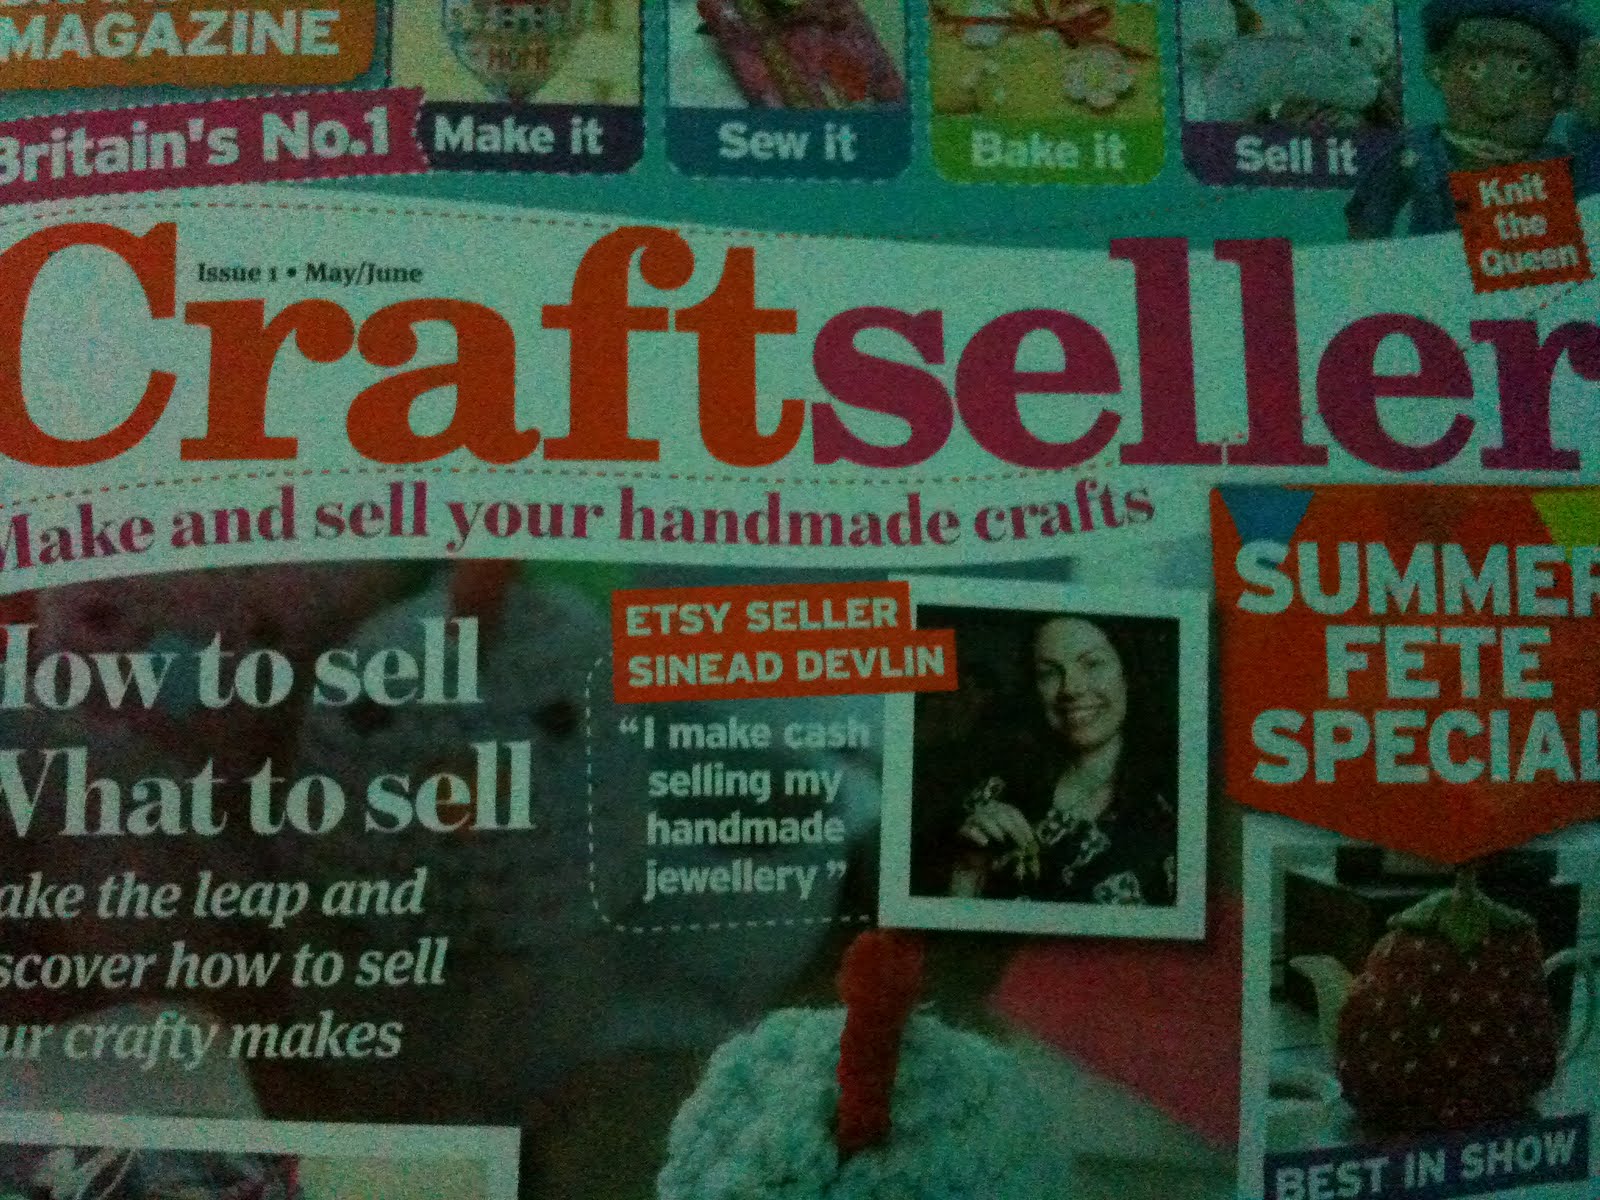 MAGAZINE
HOME
Britain's No.1
Make it
Sew it
Bake it
Sell it
Knit
the
Queen
Issue 1 • May/June
Craftseller
Make and sell your handmade crafts
How to sell
What to sell
ake the leap and
scover how to sell
ur crafty makes
ETSY SELLER
SINEAD DEVLIN
“I make cash
selling my
handmade
jewellery”
SUMMER
FETE
SPECIAL
BEST IN SHOW